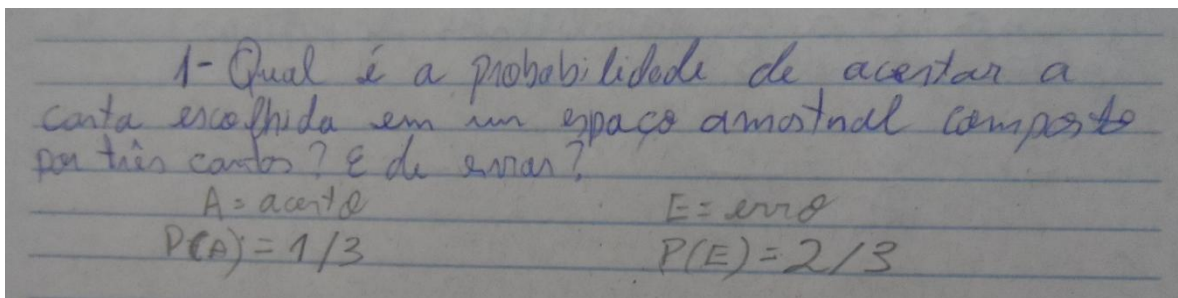 1- Qual é a probabilidade de acertar a
carta escolhida em um espaço amostral composto
por três cartas? E de errar?
A = acerto E = erro
P(A) = 1/3 P(E) = 2/3